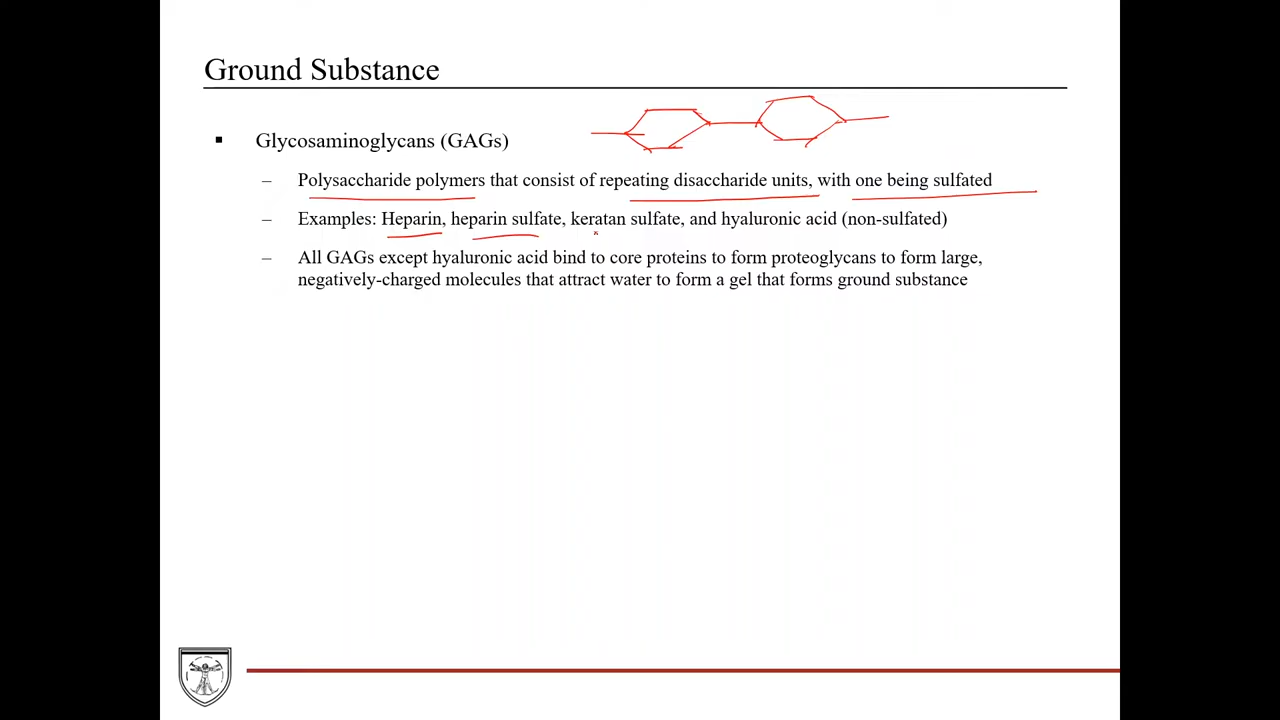 Ground Substance
▪ Glycosaminoglycans (GAGs)
– Polysaccharide polymers that consist of repeating disaccharide units, with one being sulfated
– Examples: Heparin, heparin sulfate, keratan sulfate, and hyaluronic acid (non-sulfated)
– All GAGs except hyaluronic acid bind to core proteins to form proteoglycans to form large,
negatively-charged molecules that attract water to form a gel that forms ground substance